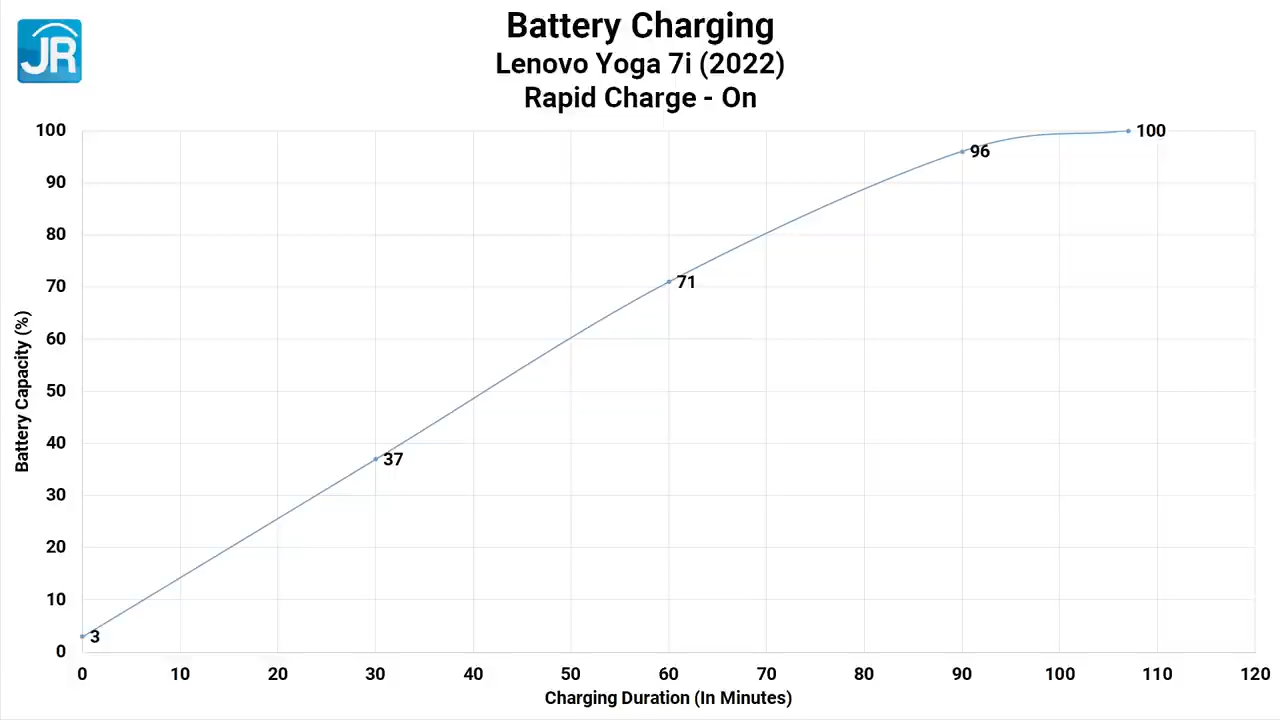 JR
Battery Charging
Lenovo Yoga 7i (2022)
Rapid Charge - On
100
90
80
70
60
50
40
30
20
10
0
Battery Capacity (%)
3
37
71
96
100
0 10 20 30 40 50 60 70 80 90 100 110 120
Charging Duration (In Minutes)